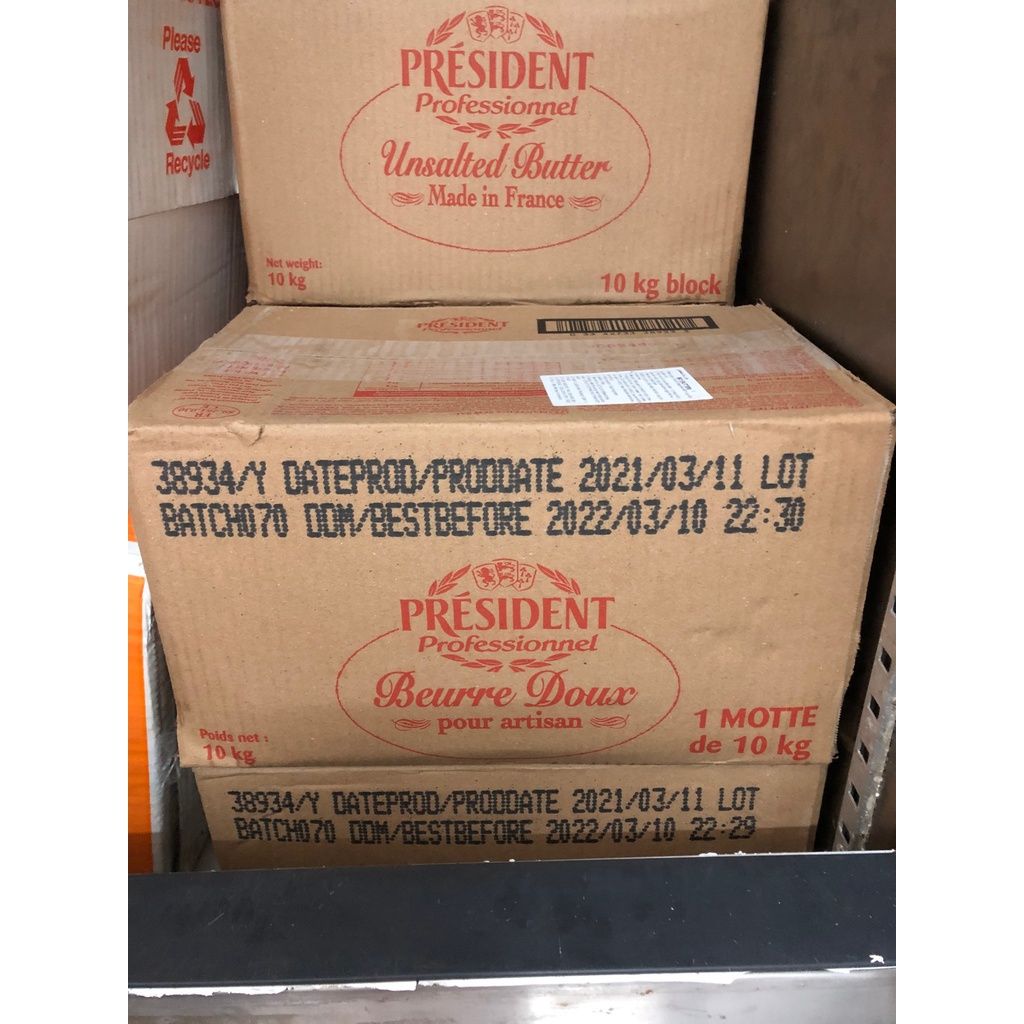 Please
Recycle
PRÉSIDENT
Professionnel
Unsalted Butter
Made in France
Net weight:
10 kg
10 kg block
PRÉSIDENT
Professionnel
38934/Y DATEPROD/PRODDATE 2021/03/11 LOT
BATCH070 DDM/BESTBEFORE 2022/03/10 22:30
PRÉSIDENT
Professionnel
Beurre Doux
pour artisan
Poids net :
10 kg
1 MOTTE
de 10 kg
38934/Y DATEPROD/PRODDATE 2021/03/11 LOT
BATCH070 DDM/BESTBEFORE 2022/03/10 22:29